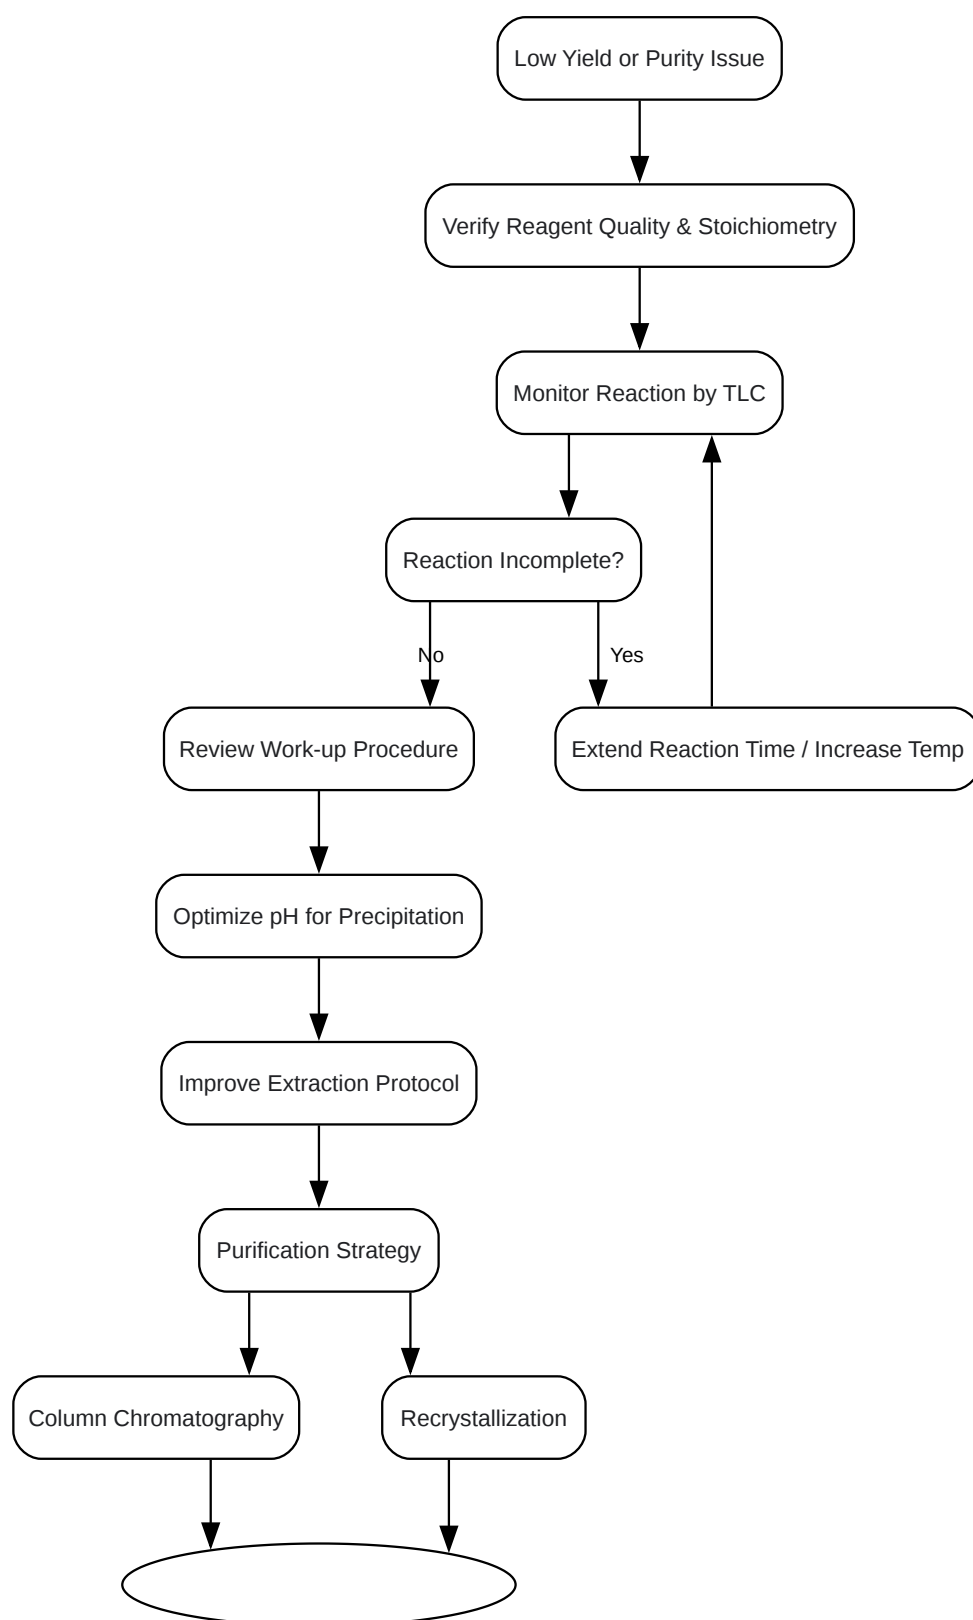 Low Yield or Purity Issue
Verify Reagent Quality & Stoichiometry
Monitor Reaction by TLC
Reaction Incomplete?
No
Yes
Review Work-up Procedure
Extend Reaction Time / Increase Temp
Optimize pH for Precipitation
Improve Extraction Protocol
Purification Strategy
Column Chromatography
Recrystallization